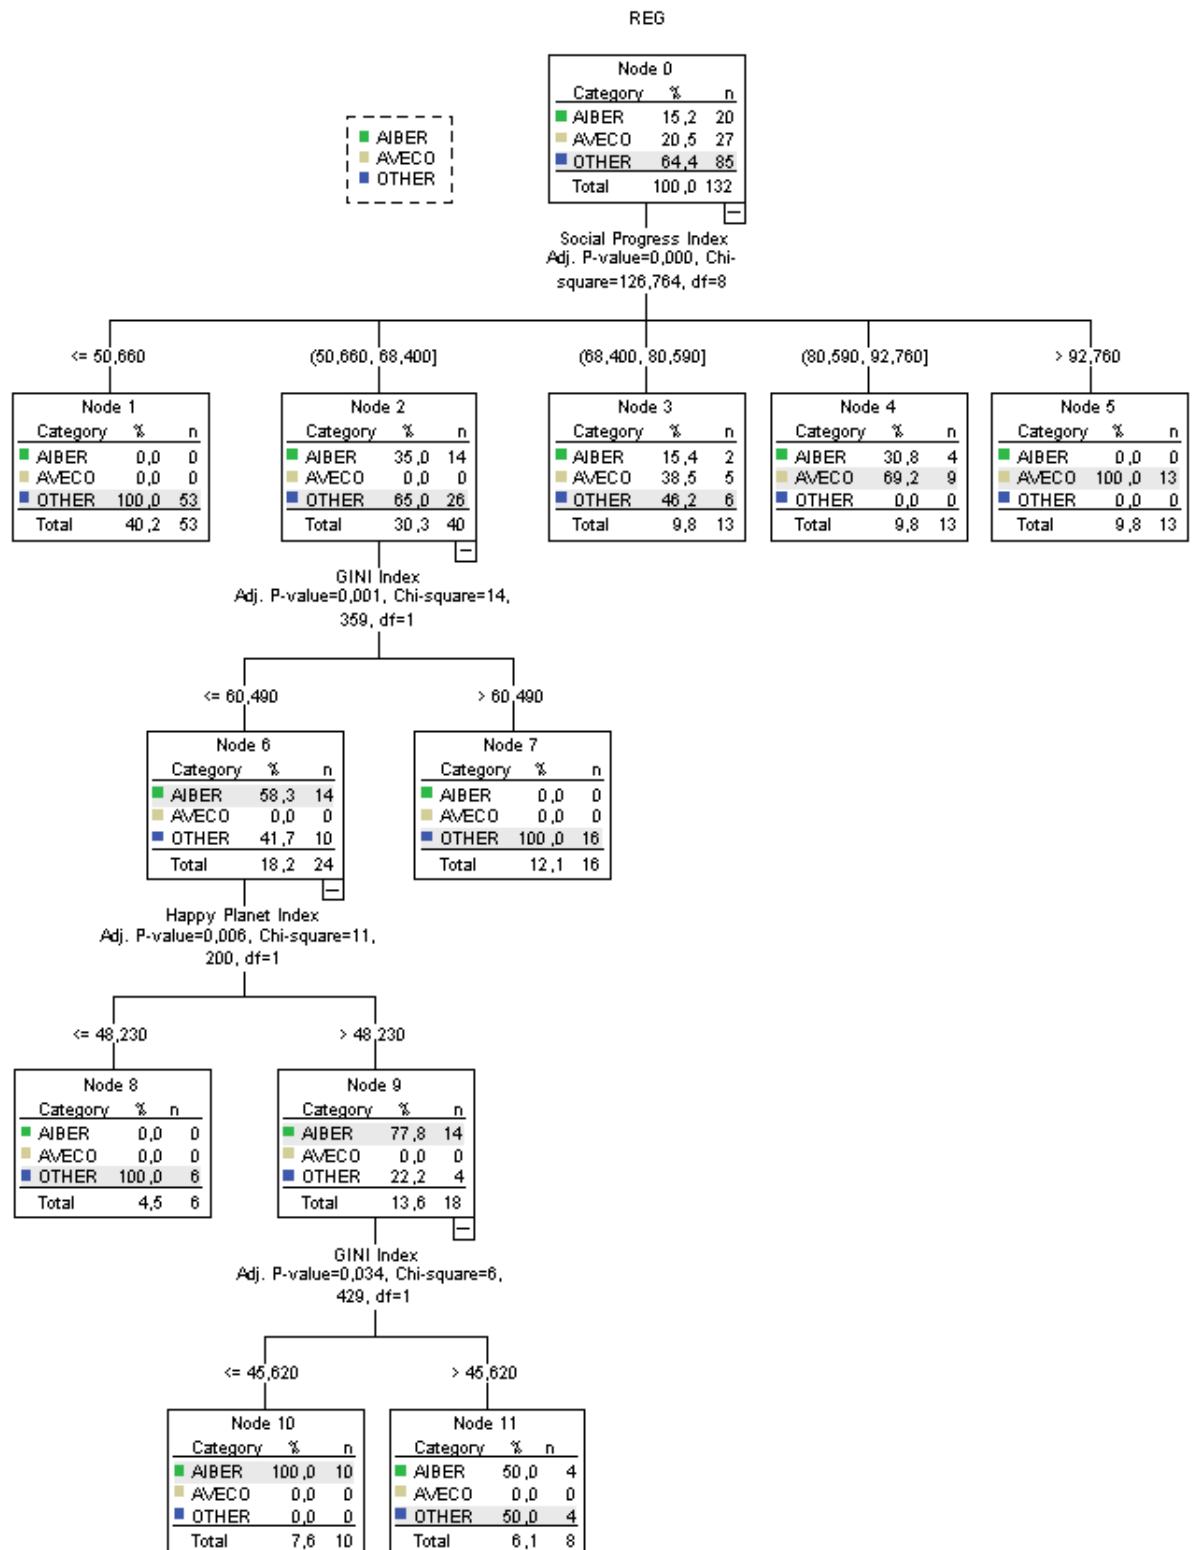 REG
Node 0
Category % n
AIBER 15,2 20
AVECO 20,5 27
OTHER 64,4 85
Total 100,0 132
AIBER
AVECO
OTHER
Social Progress Index
Adj. P-value=0,000, Chi-
square=126,764, df=8
<= 50,660
(50,660, 68,400]
(68,400, 80,590]
(80,590, 92,760]
> 92,760
Node 1
Category % n
AIBER 0,0 0
AVECO 0,0 0
OTHER 100,0 53
Total 40,2 53
Node 2
Category % n
AIBER 35,0 14
AVECO 0,0 0
OTHER 65,0 26
Total 30,3 40
Node 3
Category % n
AIBER 15,4 2
AVECO 38,5 5
OTHER 46,2 6
Total 9,8 13
Node 4
Category % n
AIBER 30,8 4
AVECO 69,2 9
OTHER 0,0 0
Total 9,8 13
Node 5
Category % n
AIBER 0,0 0
AVECO 100,0 13
OTHER 0,0 0
Total 9,8 13
GINI Index
Adj. P-value=0,001, Chi-square=14,
359, df=1
<= 60,490
> 60,490
Node 6
Category % n
AIBER 58,3 14
AVECO 0,0 0
OTHER 41,7 10
Total 18,2 24
Node 7
Category % n
AIBER 0,0 0
AVECO 0,0 0
OTHER 100,0 16
Total 12,1 16
Happy Planet Index
Adj. P-value=0,006, Chi-square=11,
200, df=1
<= 48,230
> 48,230
Node 8
Category % n
AIBER 0,0 0
AVECO 0,0 0
OTHER 100,0 6
Total 4,5 6
Node 9
Category % n
AIBER 77,8 14
AVECO 0,0 0
OTHER 22,2 4
Total 13,6 18
GINI Index
Adj. P-value=0,034, Chi-square=6,
429, df=1
<= 45,620
> 45,620
Node 10
Category % n
AIBER 100,0 10
AVECO 0,0 0
OTHER 0,0 0
Total 7,6 10
Node 11
Category % n
AIBER 50,0 4
AVECO 0,0 0
OTHER 50,0 4
Total 6,1 8